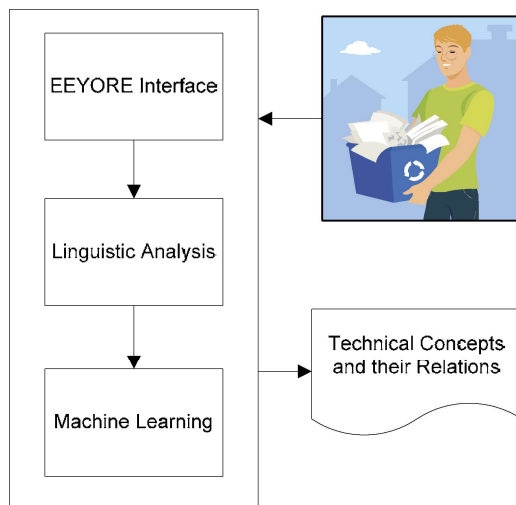 EEYORE Interface
Linguistic Analysis
Machine Learning
Technical Concepts
and their Relations